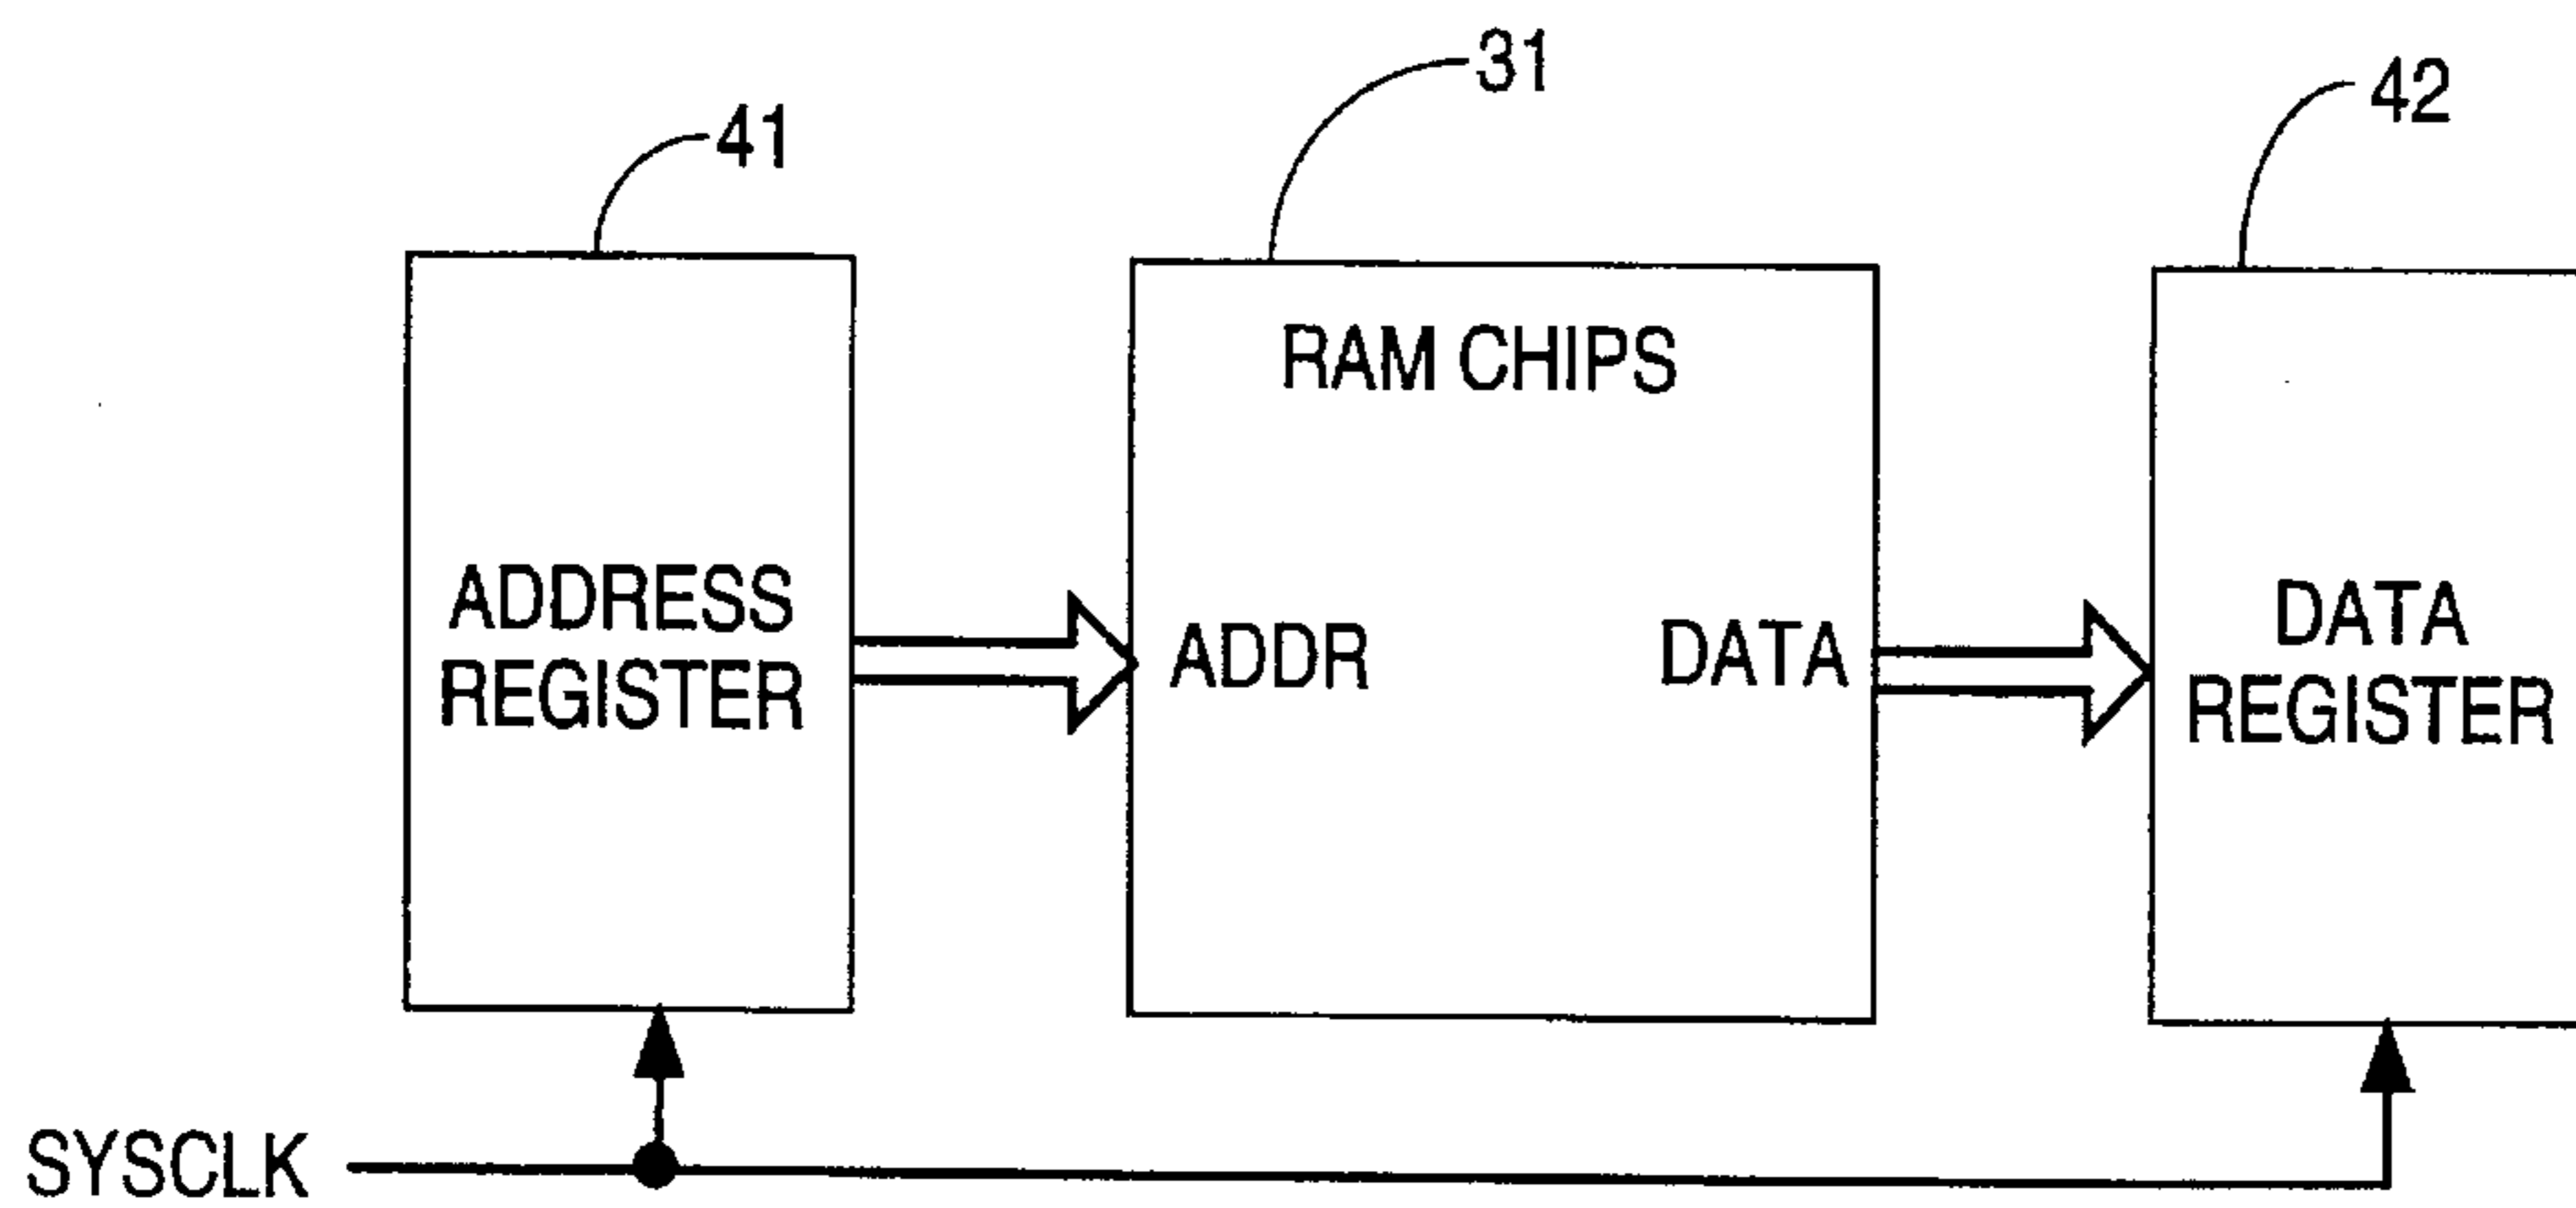 41
31
42
RAM CHIPS
ADDRESS
REGISTER
ADDR
DATA
DATA
REGISTER
SYSCLK